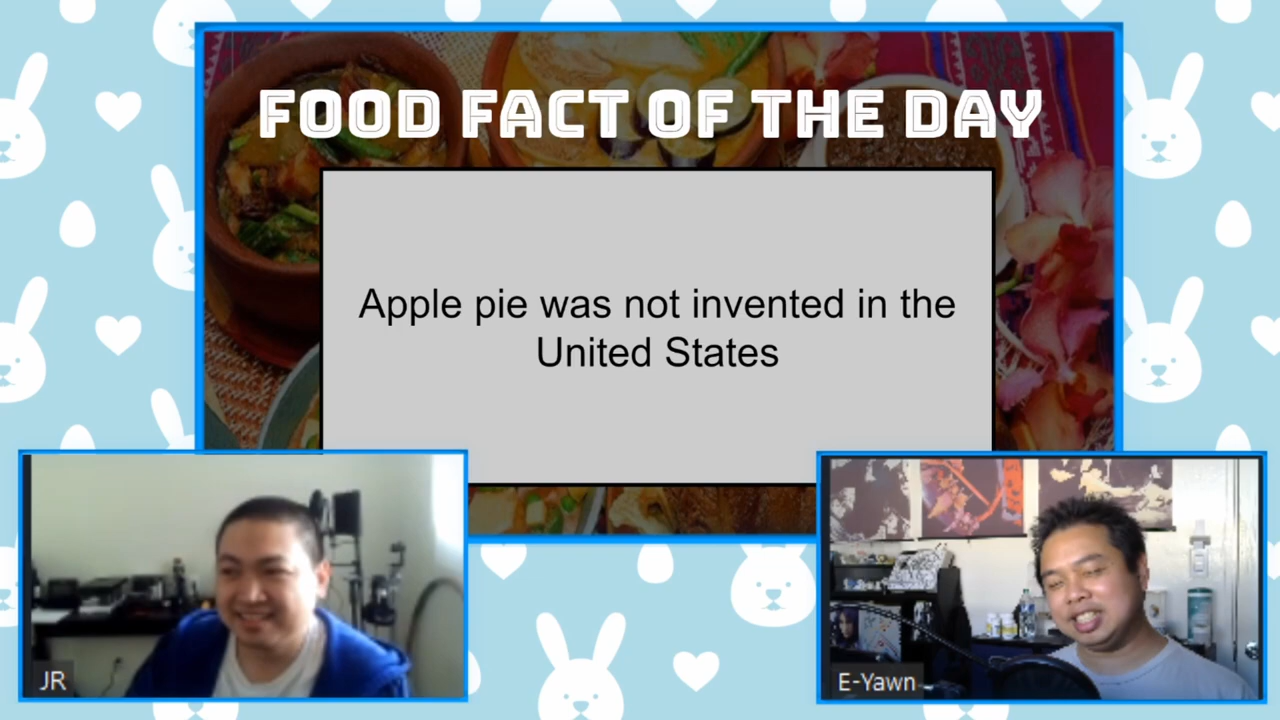 FOOD FACT OF THE DAY
Apple pie was not invented in the
United States
JR
E-Yawn